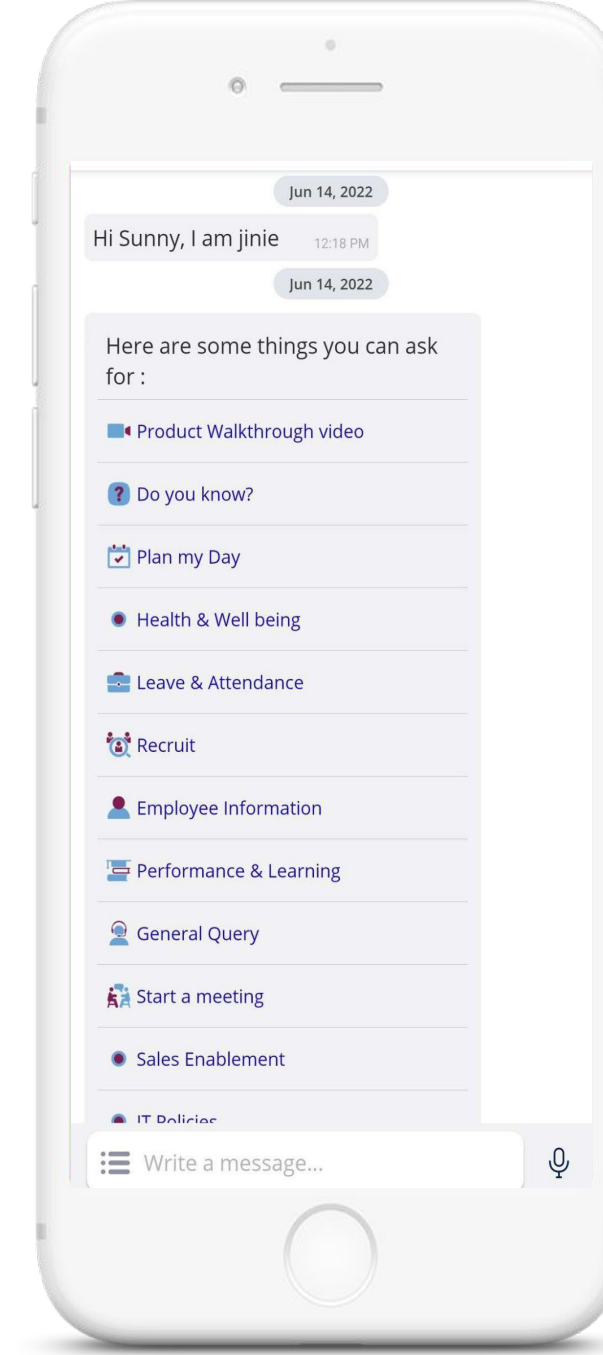 Jun 14, 2022
Hi Sunny, I am jinie 12:18 PM
Jun 14, 2022
Here are some things you can ask
for :
Product Walkthrough video
Do you know?
Plan my Day
Health & Well being
Leave & Attendance
Recruit
Employee Information
Performance & Learning
General Query
Start a meeting
Sales Enablement
IT Policies
Write a message...